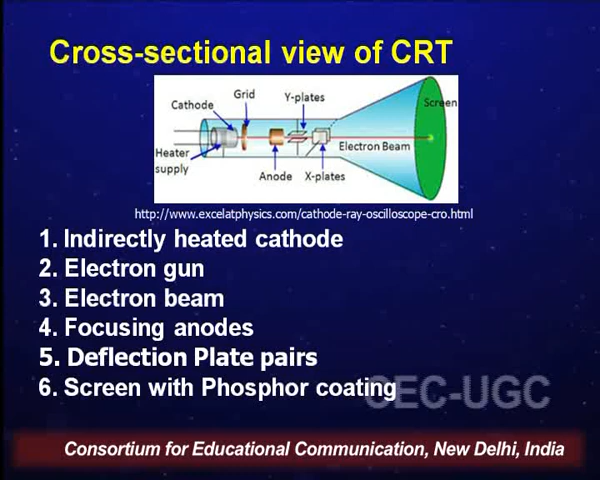 Cross-sectional view of CRT
Cathode
Grid
Y-plates
Screen
Heater
supply
Anode
X-plates
Electron Beam
http://www.excelatphysics.com/cathode-ray-oscilloscope-cro.html
1. Indirectly heated cathode
2. Electron gun
3. Electron beam
4. Focusing anodes
5. Deflection Plate pairs
6. Screen with Phosphor coating
CEC-UGC
Consortium for Educational Communication, New Delhi, India